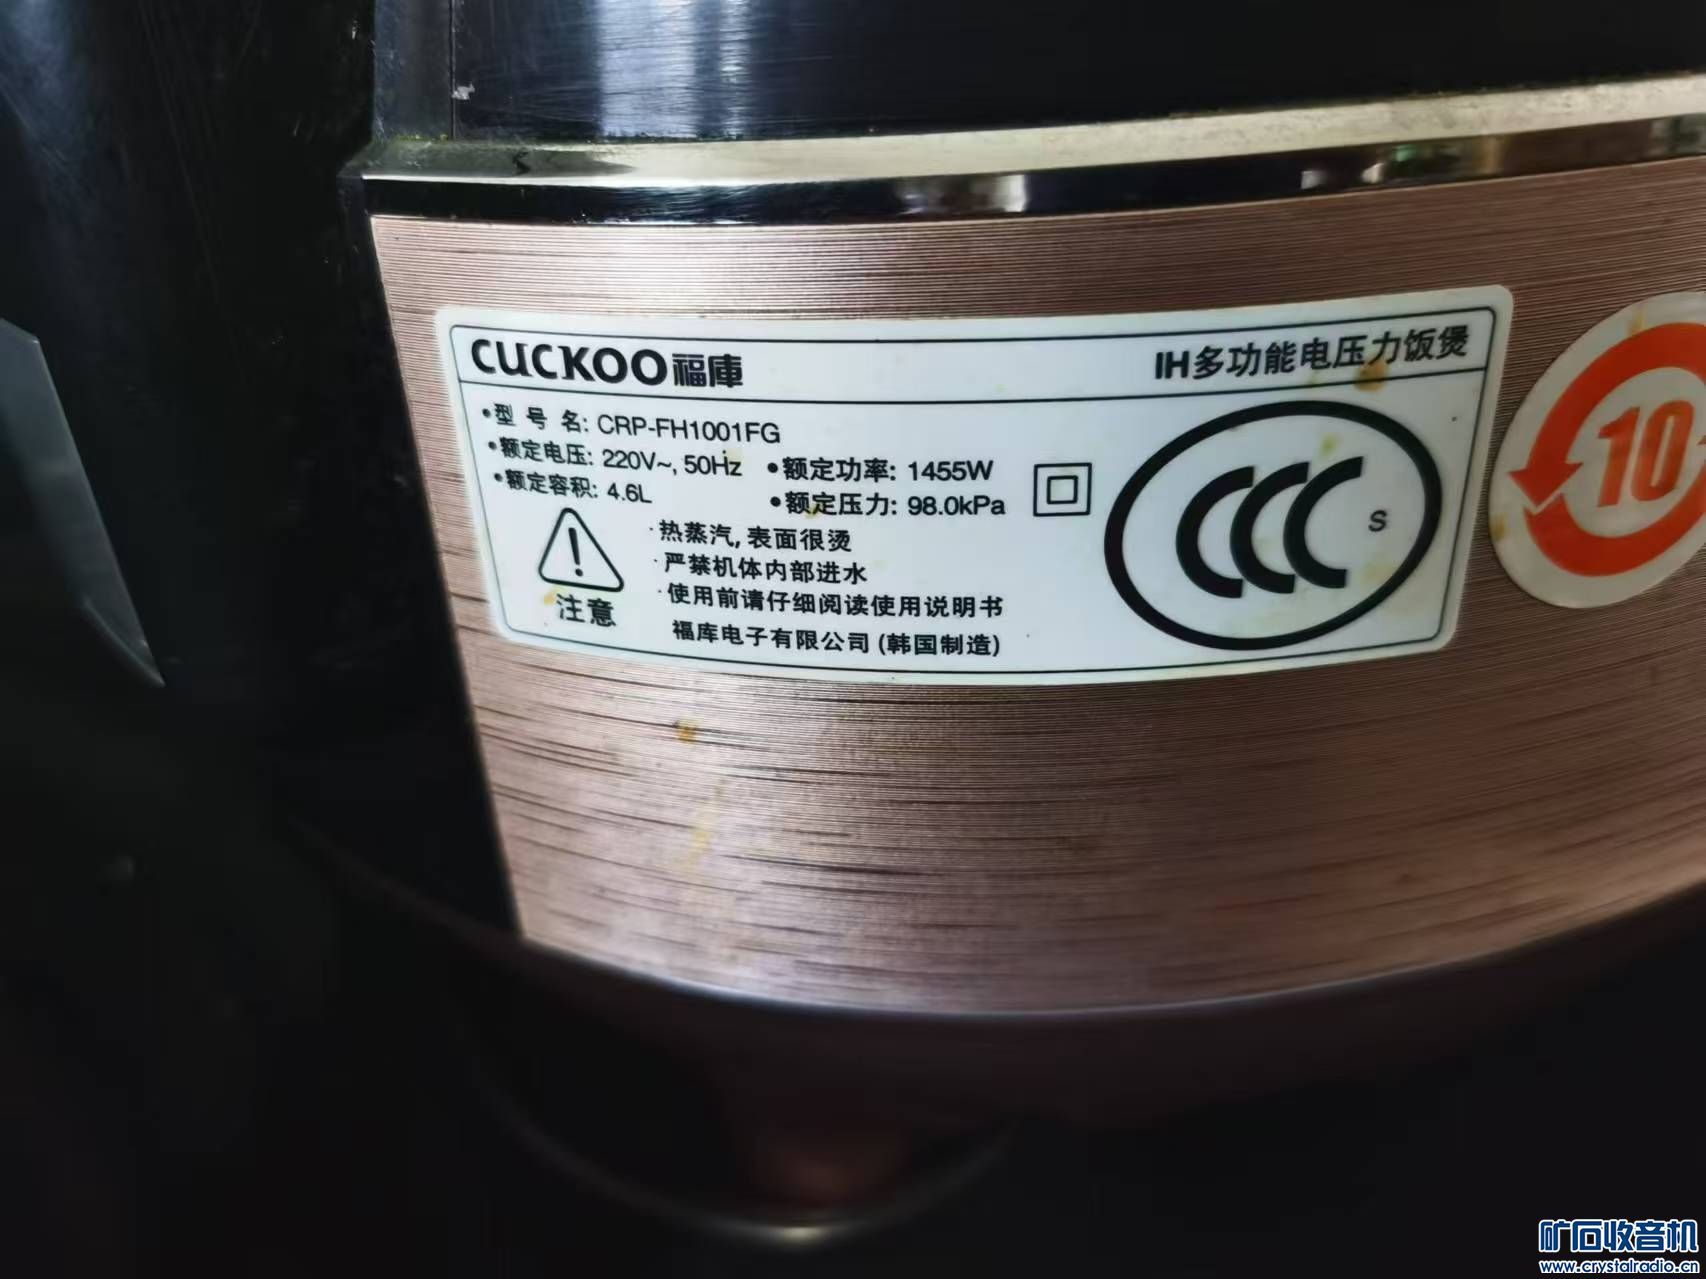 CUCKOO福库
IH多功能电压力饭煲
•型 号 名: CRP-FH1001FG
•额定电压: 220V~, 50Hz •额定功率: 1455W
•额定容积: 4.6L •额定压力: 98.0kPa
·热蒸汽, 表面很烫
·严禁机体内部进水
·使用前请仔细阅读使用说明书
注意
福库电子有限公司 (韩国制造)
CCC
S
10
矿石收音机
www.crystalradio.cn